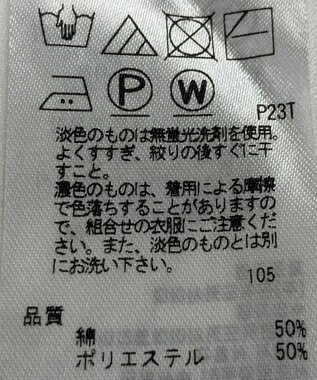 P W
P23T
淡色のものは無蛍光洗剤を使用。
よくすすぎ、絞りの後すぐに干
すこと。
濃色のものは、着用による摩擦
で色落ちすることがありますの
で、組合せの衣服にご注意くだ
さい。また、淡色のものとは別
にお洗い下さい。
105
品質
綿 50%
ポリエステル 50%